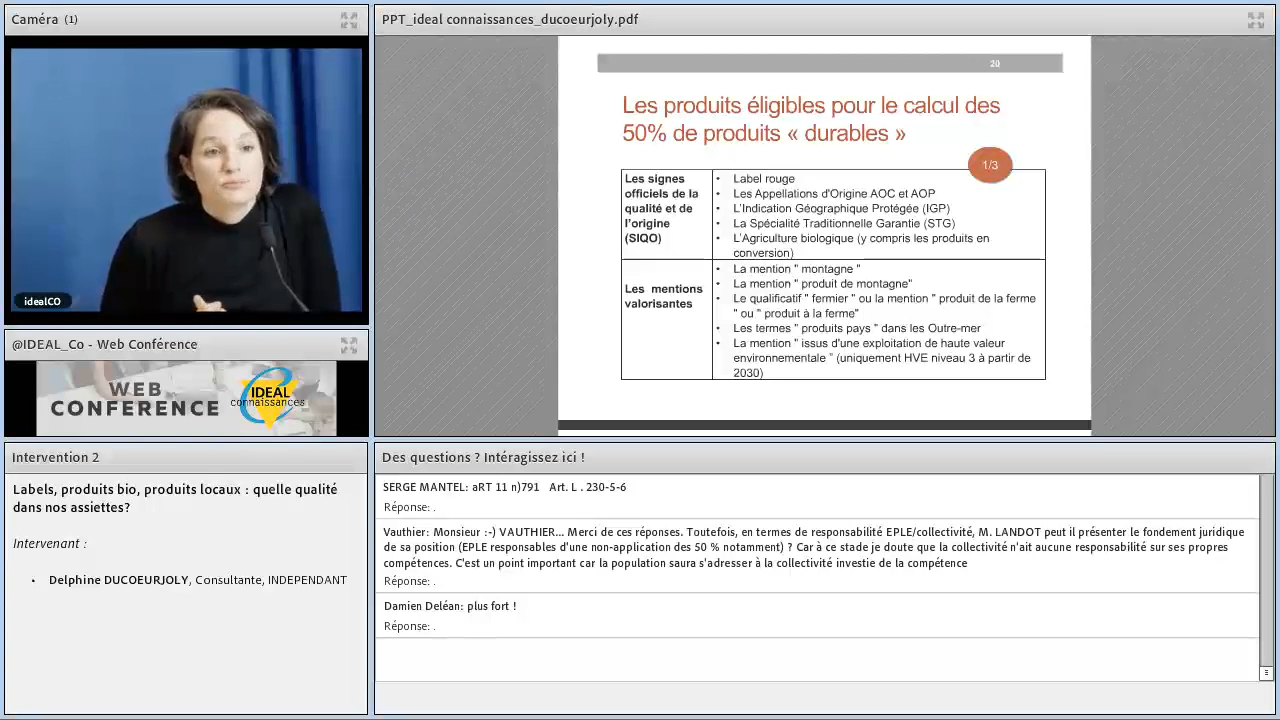 Caméra (1)
idealCO
@IDEAL_Co - Web Conférence
WEB
CONFERENCE
IDEAL
connaissances
Intervention 2
Labels, produits bio, produits locaux : quelle qualité
dans nos assiettes?
Intervenant :
• Delphine DUCOEURJOLY, Consultante, INDEPENDANT
PPT_ideal connaissances_ducoeurjoly.pdf
20
Les produits éligibles pour le calcul des
50% de produits « durables »
1/3
Les signes
officiels de la
qualité et de
l'origine
(SIQO)
• Label rouge
• Les Appellations d'Origine AOC et AOP
• L'Indication Géographique Protégée (IGP)
• La Spécialité Traditionnelle Garantie (STG)
• L'Agriculture biologique (y compris les produits en
conversion)
Les mentions
valorisantes
• La mention " montagne "
• La mention " produit de montagne"
• Le qualificatif " fermier " ou la mention " produit de la ferme
" ou " produit à la ferme"
• Les termes " produits pays " dans les Outre-mer
• La mention " issus d'une exploitation de haute valeur
environnementale " (uniquement HVE niveau 3 à partir de
2030)
Des questions ? Intéragissez ici !
SERGE MANTEL: aRT 11 n)791 Art. L . 230-5-6
Réponse: .
Vauthier: Monsieur :-) VAUTHIER... Merci de ces réponses. Toutefois, en termes de responsabilité EPLE/collectivité, M. LANDOT peut il présenter le fondement juridique
de sa position (EPLE responsables d'une non-application des 50 % notamment) ? Car à ce stade je doute que la collectivité n'ait aucune responsabilité sur ses propres
compétences. C'est un point important car la population saura s'adresser à la collectivité investie de la compétence
Réponse: .
Damien Deléan: plus fort !
Réponse: .